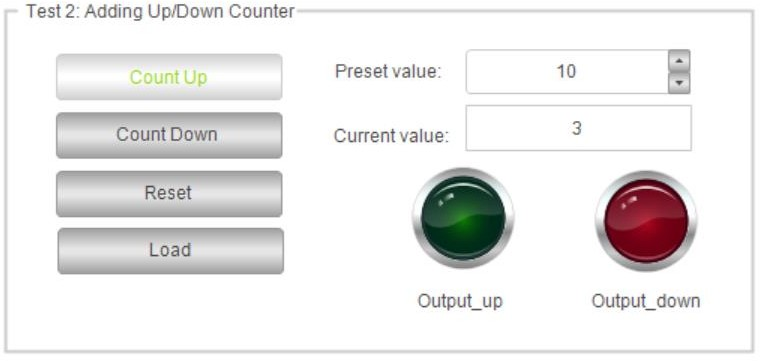 Test 2: Adding Up/Down Counter
Count Up
Preset value:
10
Count Down
Current value:
3
Reset
Load
Output_up
Output_down